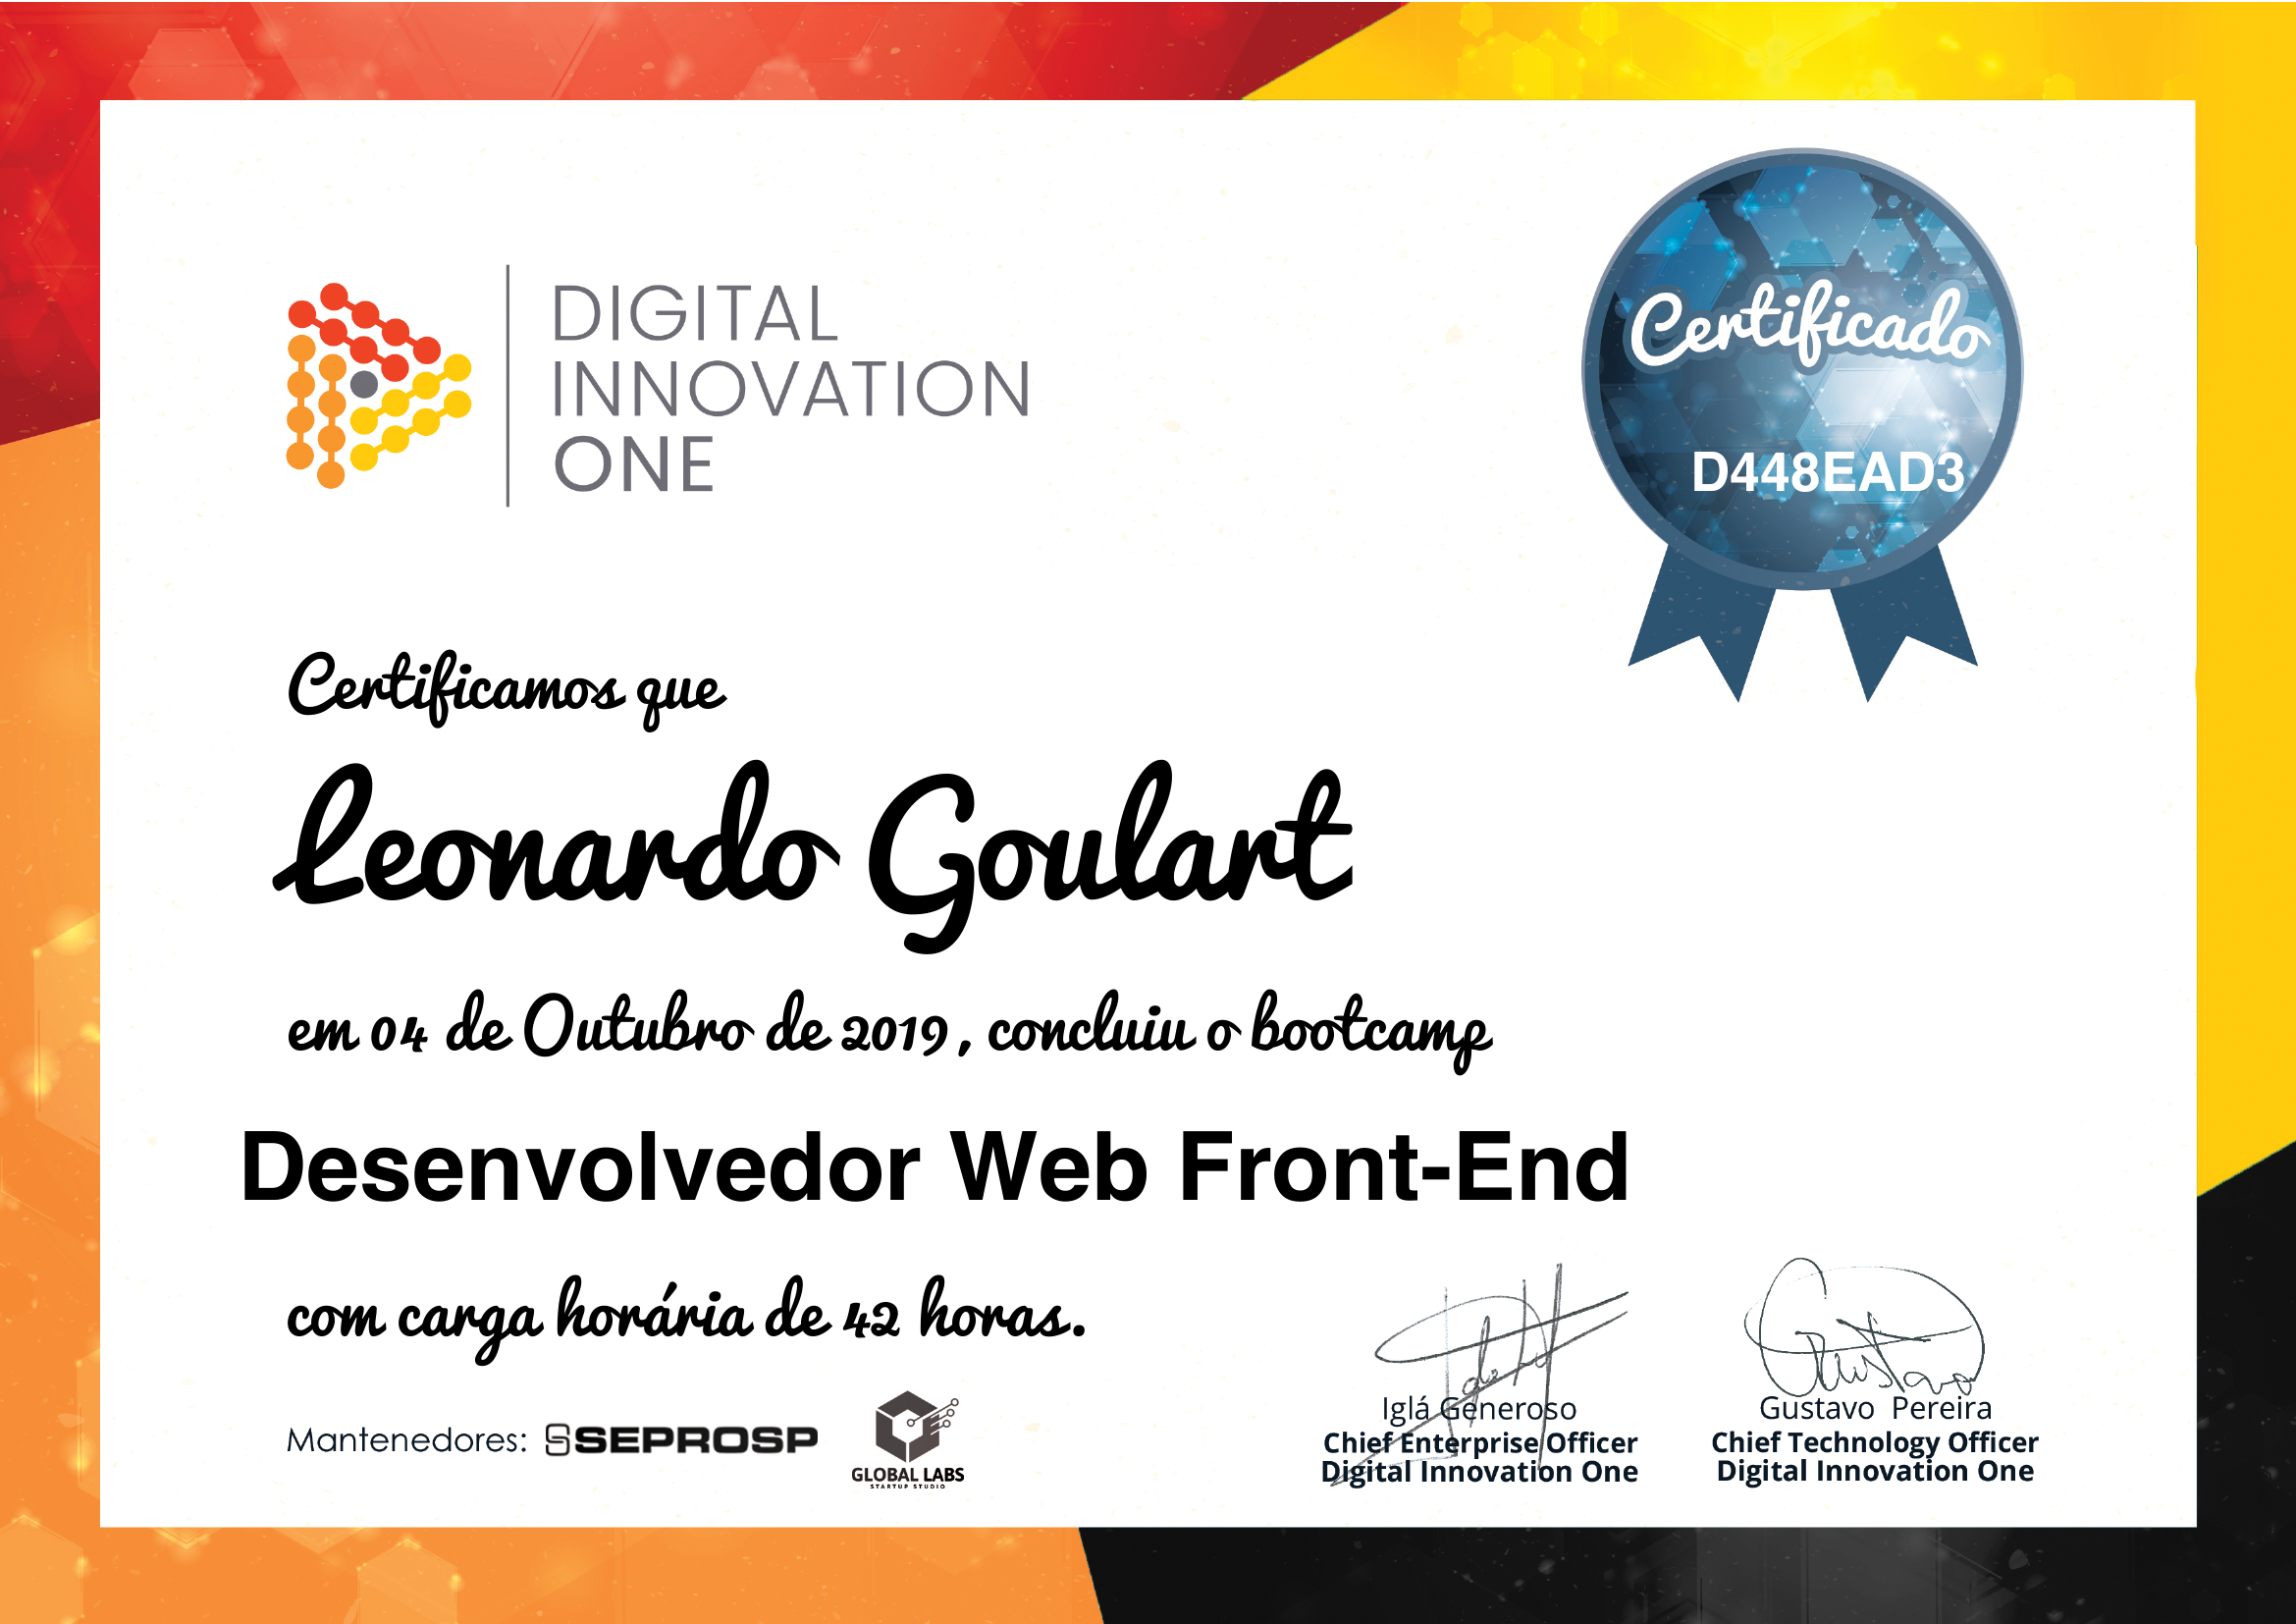 DIGITAL
INNOVATION
ONE
Certificado
D448EAD3
Certificamos que
Leonardo Goulart
em 04 de Outubro de 2019 , concluiu o bootcamp
Desenvolvedor Web Front-End
com carga horária de 42 horas.
Mantenedores: SEPROSP
GLOBAL LABS
STARTUP STUDIO
Iglá Generoso
Chief Enterprise Officer
Digital Innovation One
Gustavo Pereira
Chief Technology Officer
Digital Innovation One